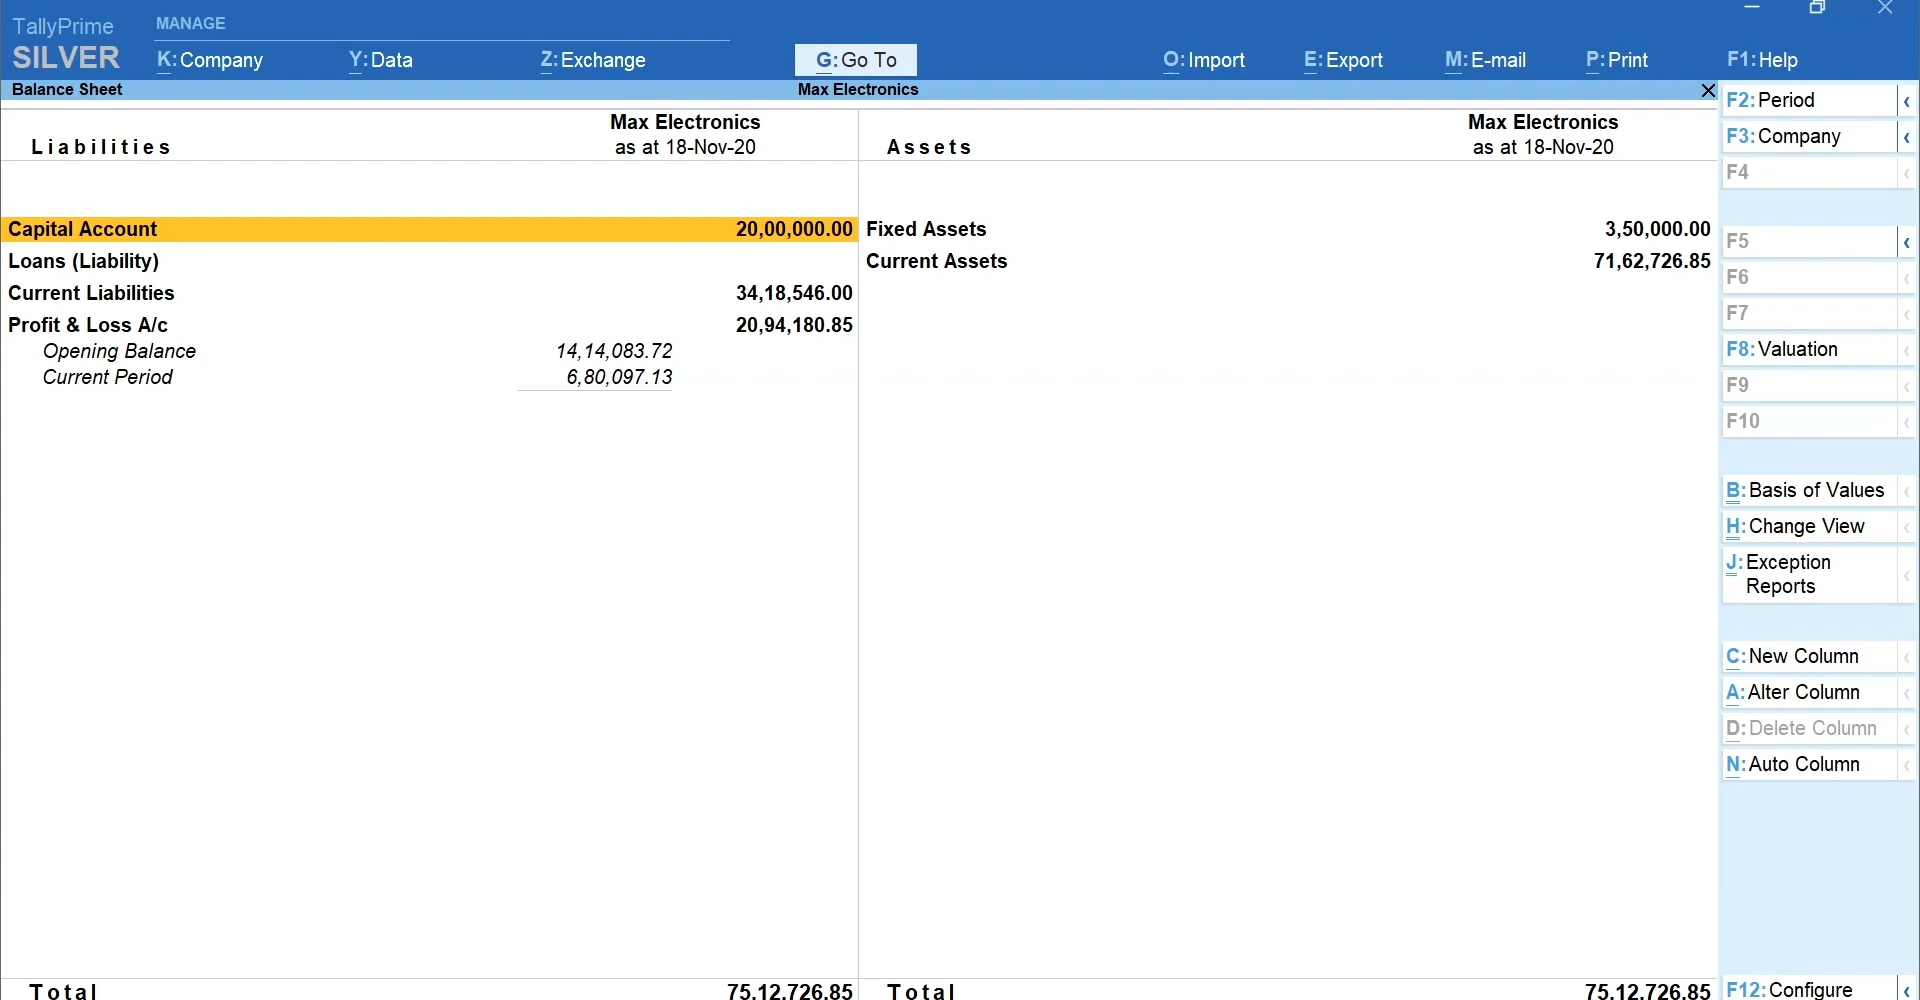 TallyPrime
SILVER
MANAGE
K: Company Y: Data Z: Exchange G: Go To O: Import E: Export M: E-mail P: Print F1: Help
Balance Sheet Max Electronics
Liabilities Max Electronics as at 18-Nov-20
Assets Max Electronics as at 18-Nov-20
Capital Account 20,00,000.00
Loans (Liability)
Current Liabilities 34,18,546.00
Profit & Loss A/c 20,94,180.85
Opening Balance 14,14,083.72
Current Period 6,80,097.13
Total 75,12,726.85
Fixed Assets 3,50,000.00
Current Assets 71,62,726.85
Total 75,12,726.85
F2: Period
F3: Company
F4
F5
F6
F7
F8: Valuation
F9
F10
B: Basis of Values
H: Change View
J: Exception
Reports
C: New Column
A: Alter Column
D: Delete Column
N: Auto Column
F12: Configure